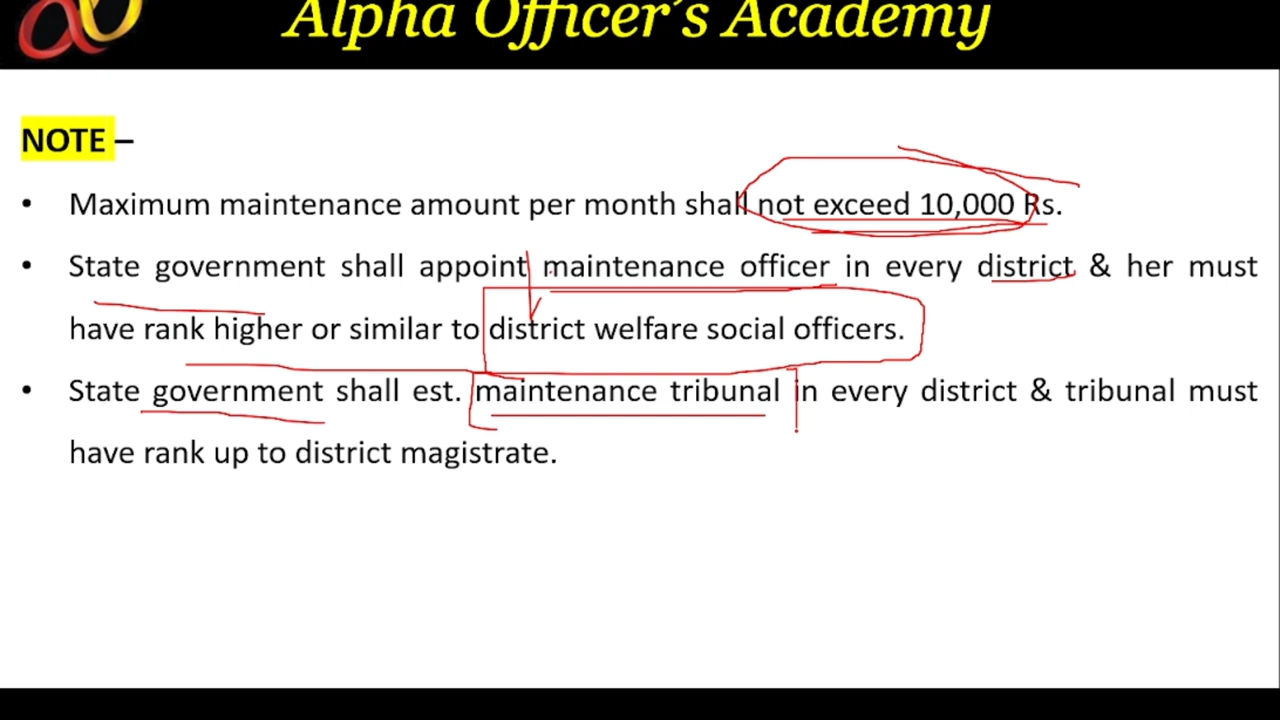 Alpha Officer's Academy
NOTE –
• Maximum maintenance amount per month shall not exceed 10,000 Rs.
• State government shall appoint maintenance officer in every district & her must
have rank higher or similar to district welfare social officers.
• State government shall est. maintenance tribunal in every district & tribunal must
have rank up to district magistrate.